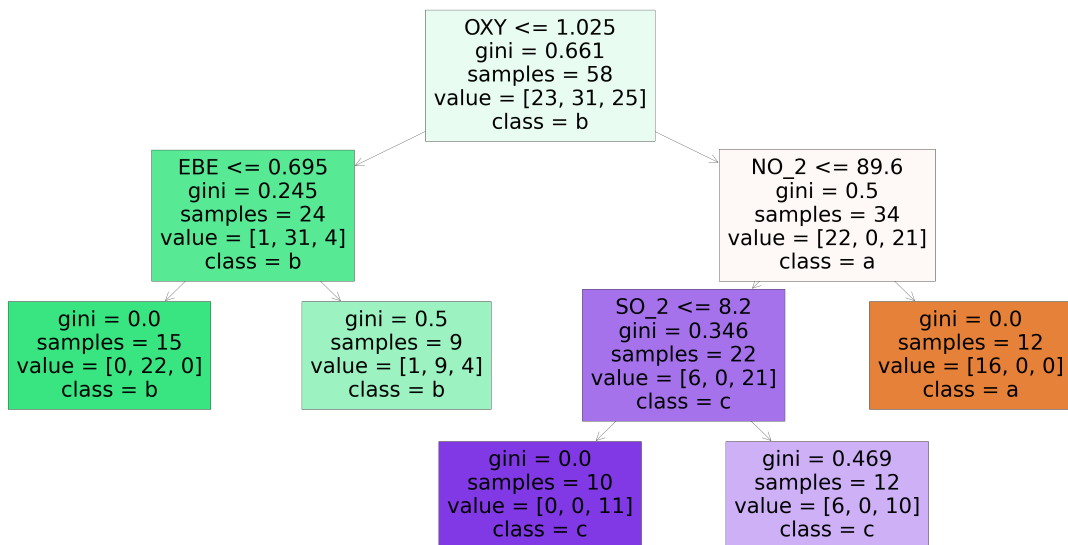 OXY <= 1.025
gini = 0.661
samples = 58
value = [23, 31, 25]
class = b
EBE <= 0.695
gini = 0.245
samples = 24
value = [1, 31, 4]
class = b
NO_2 <= 89.6
gini = 0.5
samples = 34
value = [22, 0, 21]
class = a
gini = 0.0
samples = 15
value = [0, 22, 0]
class = b
gini = 0.5
samples = 9
value = [1, 9, 4]
class = b
SO_2 <= 8.2
gini = 0.346
samples = 22
value = [6, 0, 21]
class = c
gini = 0.0
samples = 12
value = [16, 0, 0]
class = a
gini = 0.0
samples = 10
value = [0, 0, 11]
class = c
gini = 0.469
samples = 12
value = [6, 0, 10]
class = c